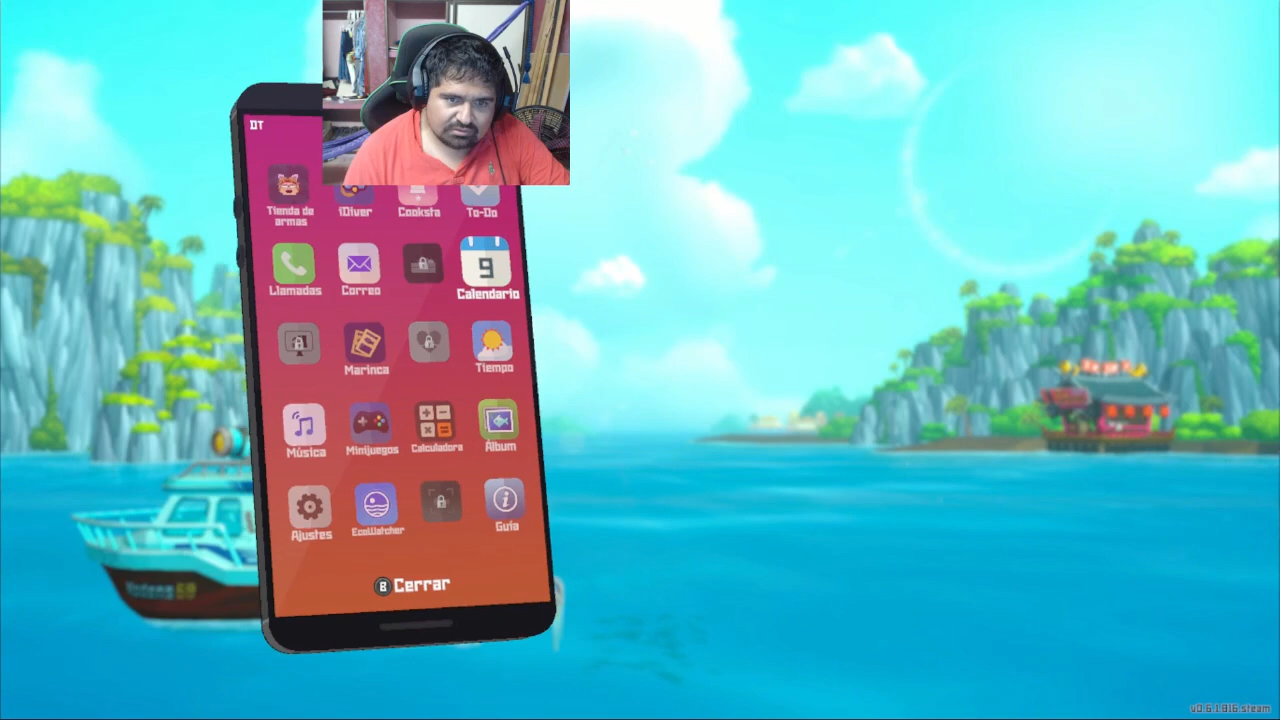 DT
Tienda de armas
iDiver
Cooksta
To-Do
Llamadas
Correo
9
Calendario
Marinca
Tiempo
Música
Minijuegos
Calculadora
Álbum
Ajustes
EcoWatcher
Guía
B Cerrar
v0.6.1.816.steam